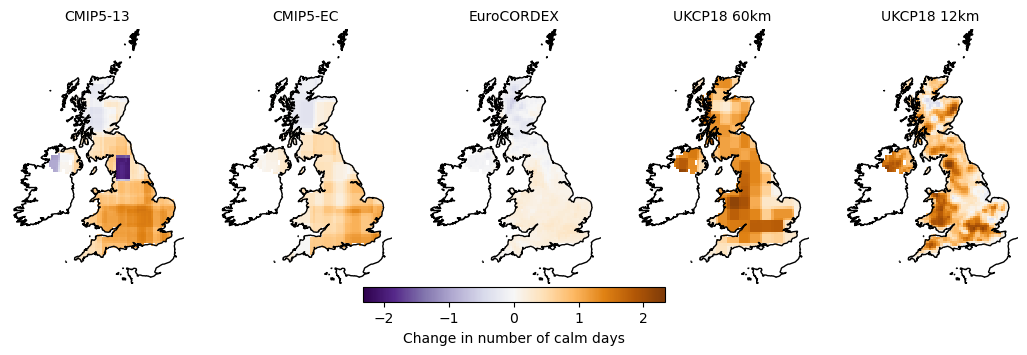 CMIP5-13 CMIP5-EC EuroCORDEX UKCP18 60km UKCP18 12km
−2 −1 0 1 2
Change in number of calm days